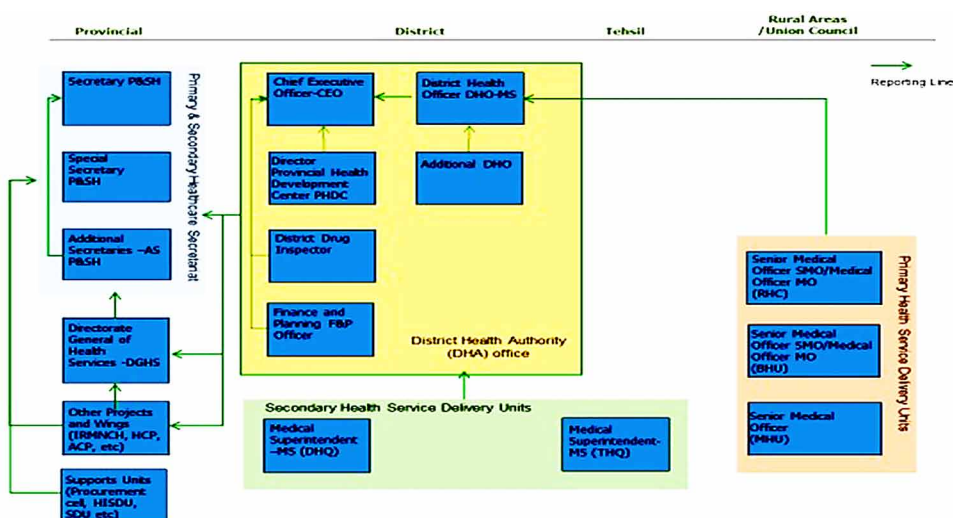 Provincial
District
Tehsil
Rural Areas
/Union Council
Reporting Line
Primary & Secondary Healthcare Secretariat
Secretary P&SH
Special
Secretary
P&SH
Additional
Secretaries –AS
P&SH
Directorate
General of
Health
Services -DGHS
Other Projects
and Wings
(IRMNCH, HCP,
ACP, etc)
Supports Units
(Procurement
cell, HISDU,
SDU etc)
Chief Executive
Officer-CEO
District Health
Officer DHO-MS
Director
Provincial Health
Development
Center PHDC
Additional DHO
District Drug
Inspector
Finance and
Planning F&P
Officer
District Health Authority
(DHA) office
Secondary Health Service Delivery Units
Medical
Superintendent
–MS (DHQ)
Medical
Superintendent-
MS (THQ)
Senior Medical
Officer SMO/Medical
Officer MO
(RHC)
Senior Medical
Officer SMO/Medical
Officer MO
(BHU)
Senior Medical
Officer
(MHU)
Primary Health Service Delivery Units